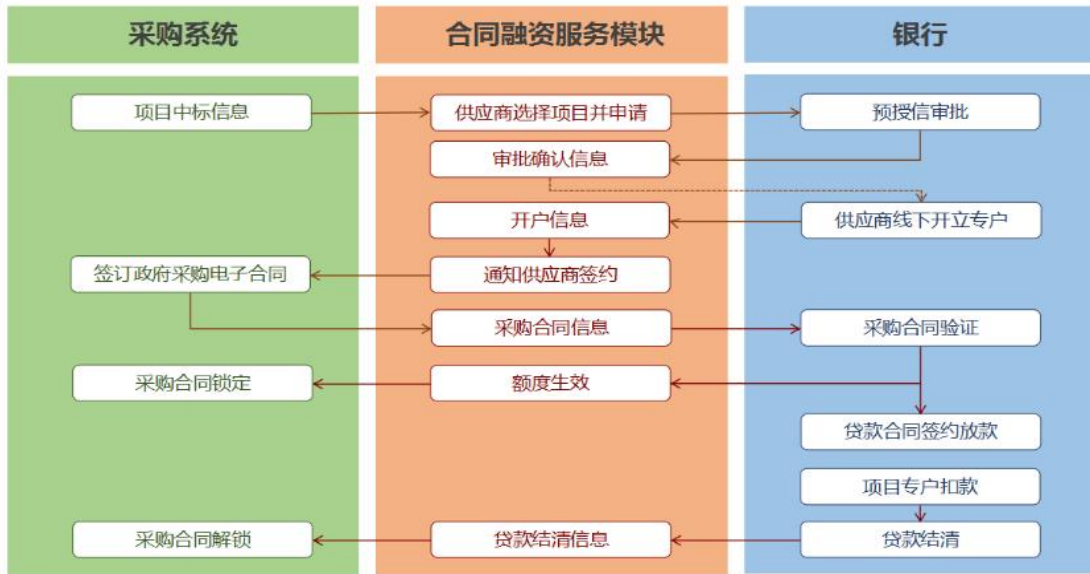 采购系统
合同融资服务模块
银行
项目中标信息
供应商选择项目并申请
预授信审批
审批确认信息
开户信息
供应商线下开立专户
签订政府采购电子合同
通知供应商签约
采购合同信息
采购合同验证
采购合同锁定
额度生效
贷款合同签约放款
项目专户扣款
采购合同解锁
贷款结清信息
贷款结清